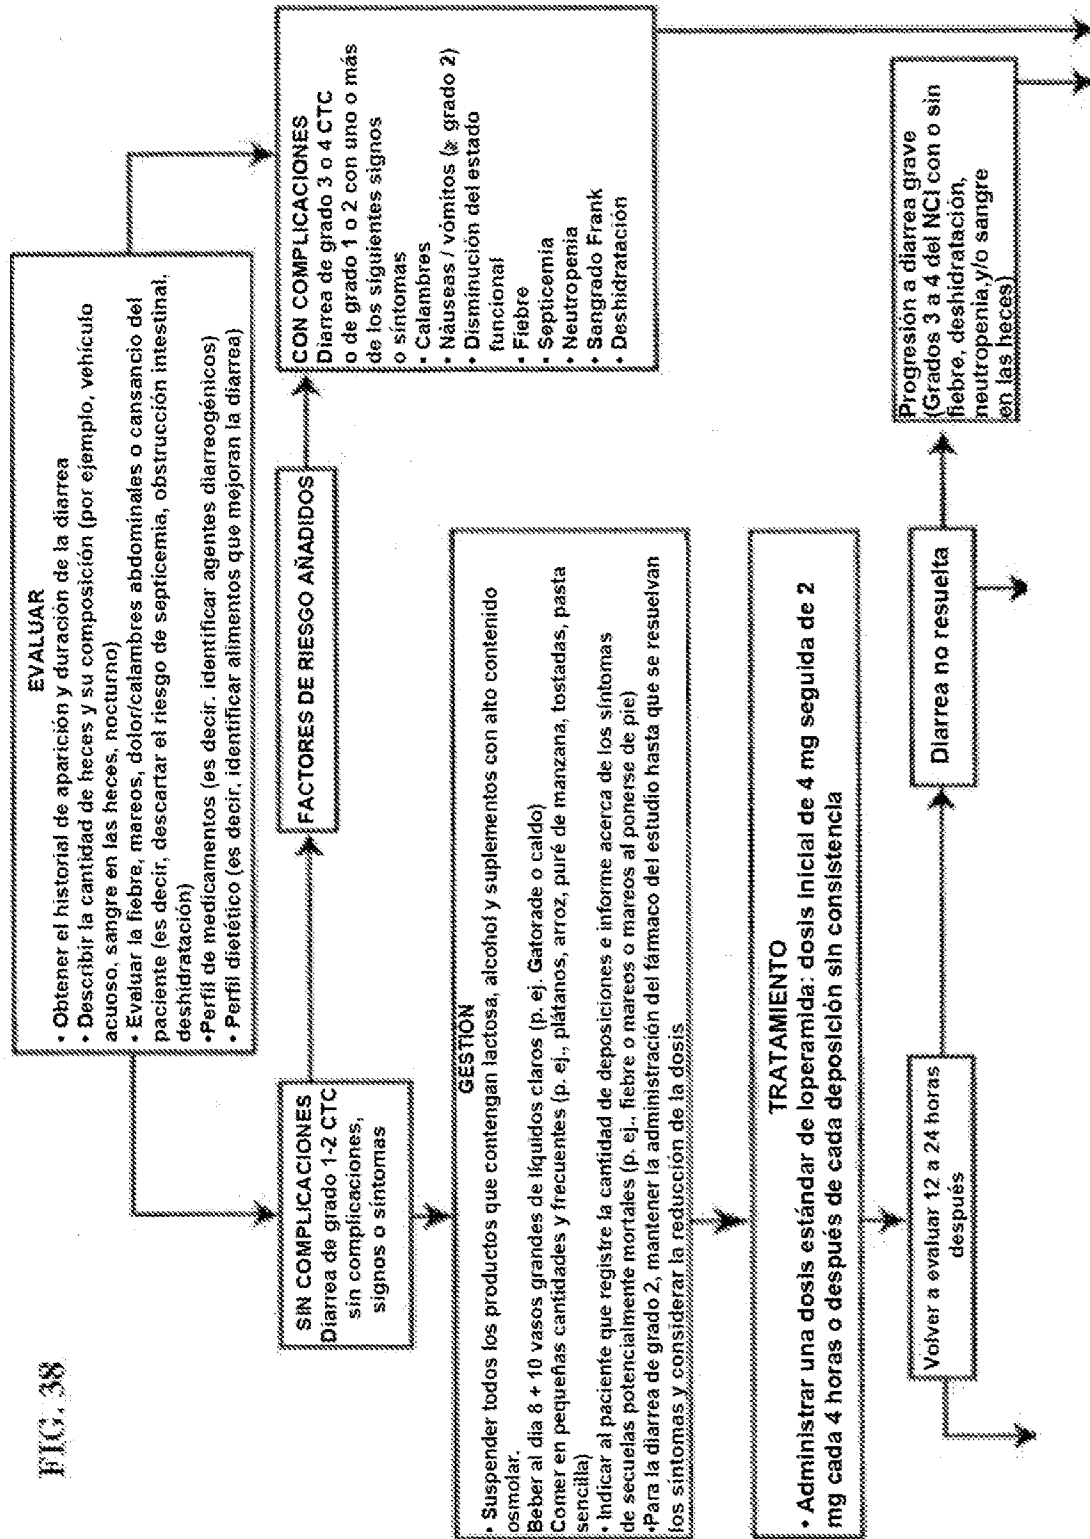 FIG. 38
EVALUAR
• Obtener el historial de aparición y duración de la diarrea
• Describir la cantidad de heces y su composición (por ejemplo, vehículo
acuoso, sangre en las heces, nocturno)
• Evaluar la fiebre, mareos, dolor/calambres abdominales o cansancio del
paciente (es decir, descartar el riesgo de septicemia, obstrucción intestinal,
deshidratación)
•Perfil de medicamentos (es decir. identificar agentes diarreogénicos)
• Perfil dietético (es decir, identificar alimentos que mejoran la diarrea)
SIN COMPLICACIONES
Diarrea de grado 1-2 CTC
sin complicaciones,
signos o síntomas
FACTORES DE RIESGO AÑADIDOS
CON COMPLICACIONES
Diarrea de grado 3 o 4 CTC
o de grado 1 o 2 con uno o más
de los siguientes signos
o síntomas
• Calambres
• Náuseas / vómitos (≥ grado 2)
• Disminución del estado
funcional
• Fiebre
• Septicemia
• Neutropenia
• Sangrado Frank
• Deshidratación
GESTIÓN
• Suspender todos los productos que contengan lactosa, alcohol y suplementos con alto contenido
osmolar.
Beber al día 8 + 10 vasos grandes de líquidos claros (p. ej. Gatorade o caldo)
Comer en pequeñas cantidades y frecuentes (p. ej., plátanos, arroz, puré de manzana, tostadas, pasta
sencilla)
• Indicar al paciente que registre la cantidad de deposiciones e informe acerca de los síntomas
de secuelas potencialmente mortales (p. ej., fiebre o mareos o mareos al ponerse de pie)
•Para la diarrea de grado 2, mantener la administración del fármaco del estudio hasta que se resuelvan
los síntomas y considerar la reducción de la dosis
TRATAMIENTO
• Administrar una dosis estándar de loperamida: dosis inicial de 4 mg seguida de 2
mg cada 4 horas o después de cada deposición sin consistencia
Volver a evaluar 12 a 24 horas
después
Diarrea no resuelta
Progresión a diarrea grave
(Grados 3 a 4 del NCI con o sin
fiebre, deshidratación,
neutropenia,y/o sangre
en las heces)